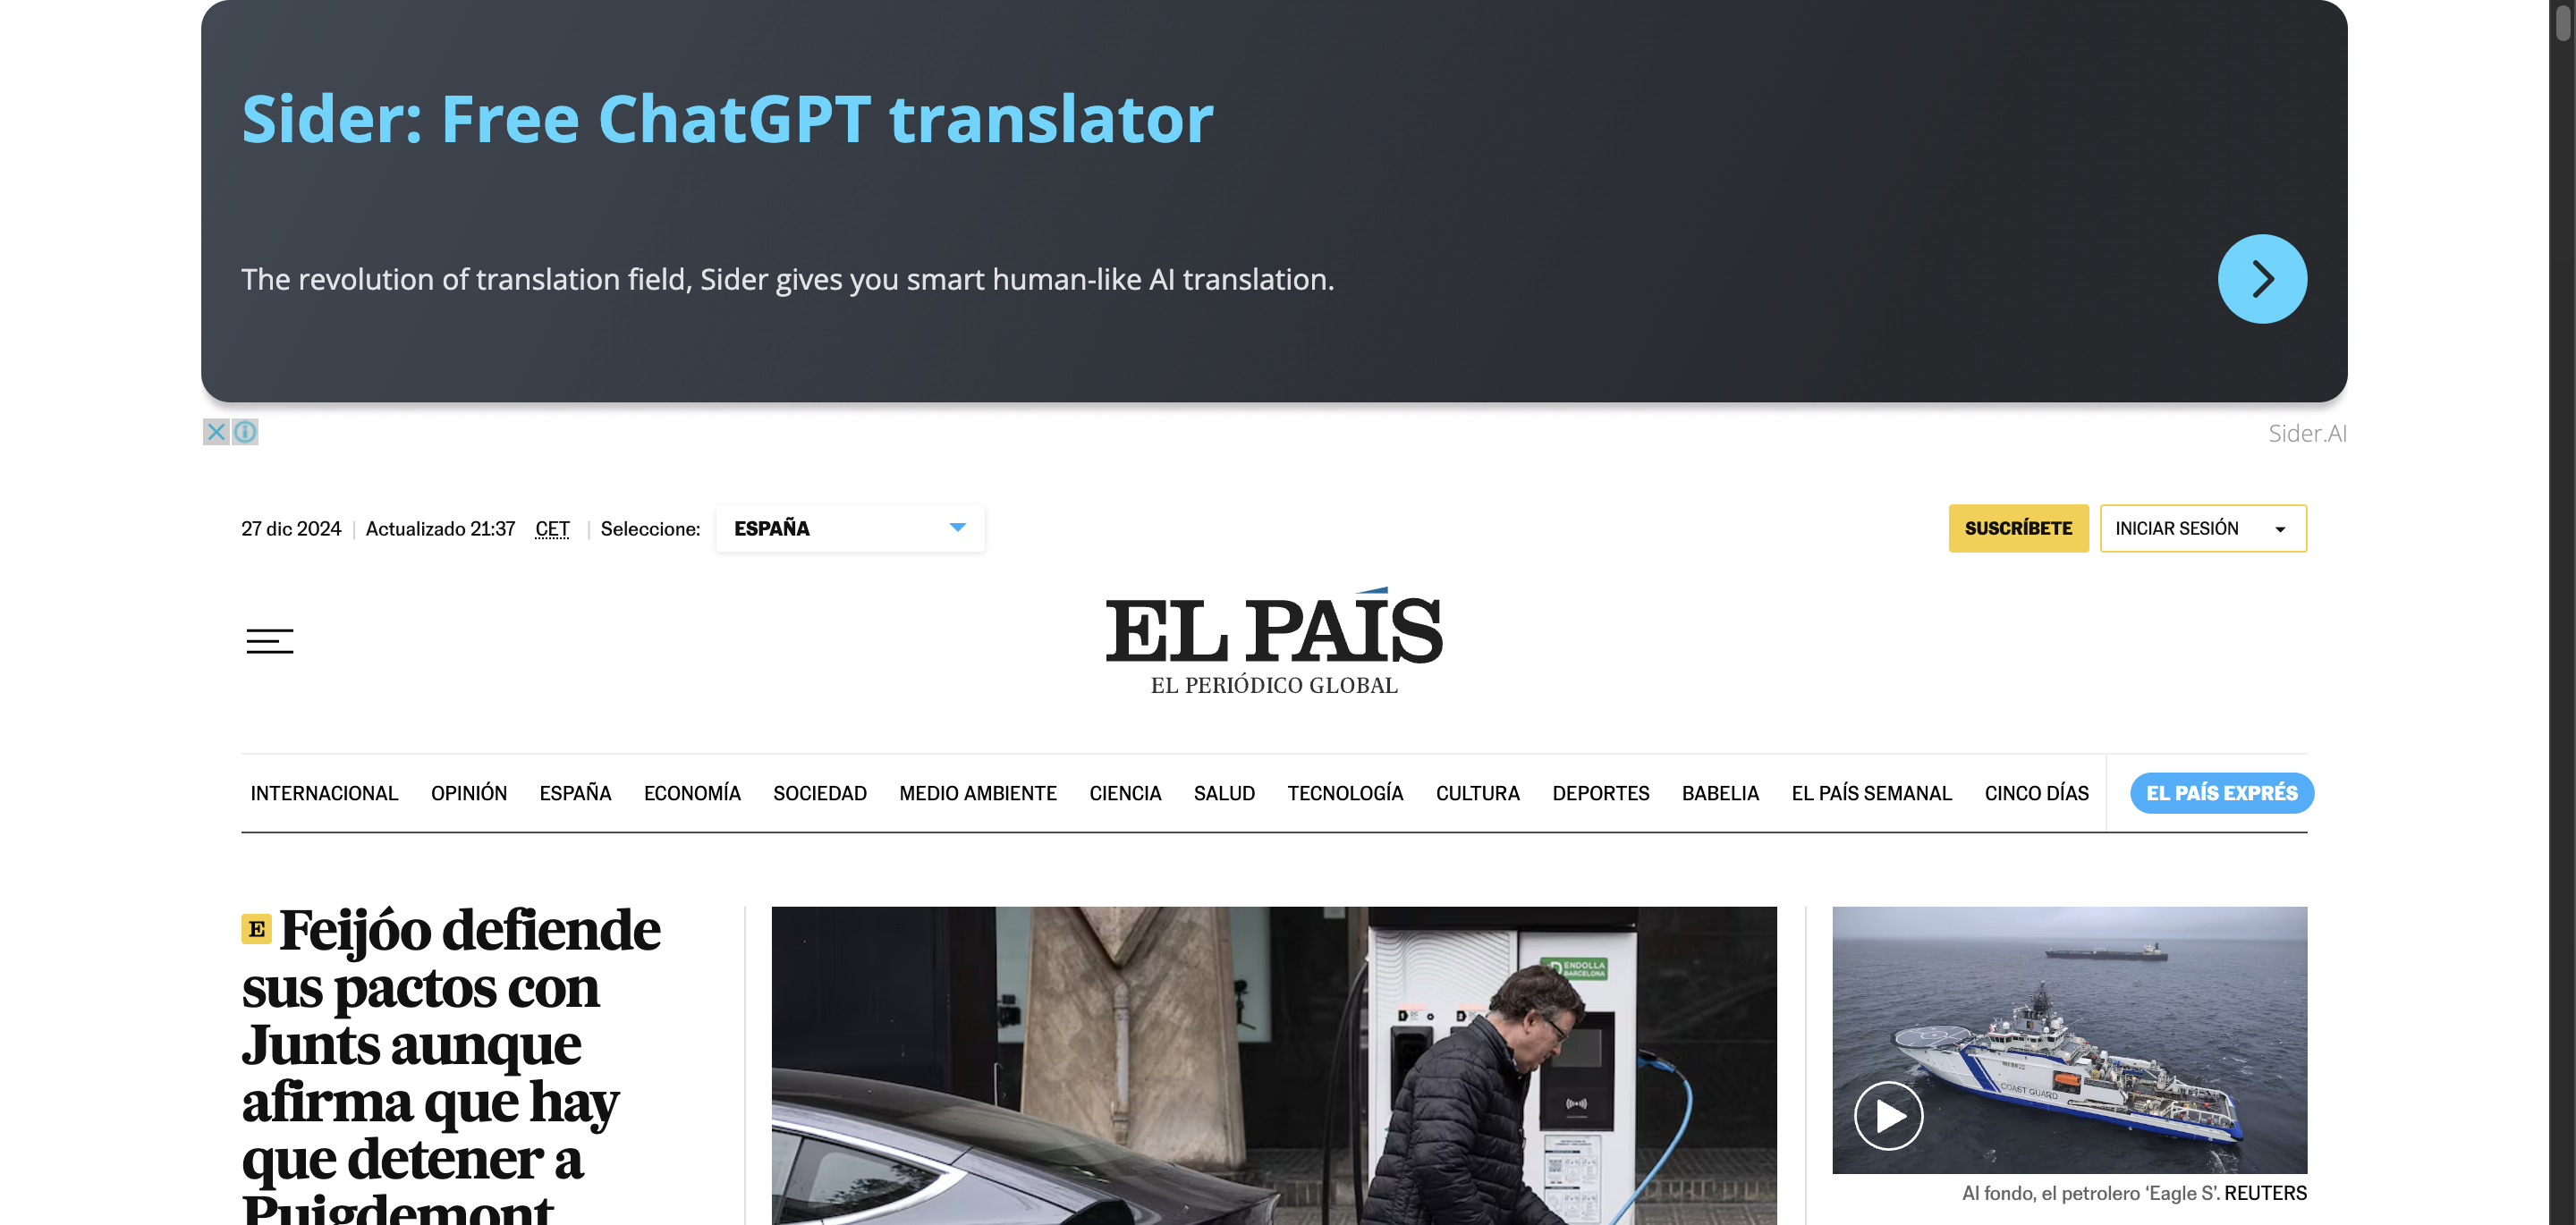 Sider: Free ChatGPT translator
The revolution of translation field, Sider gives you smart human-like AI translation.
Sider.AI
27 dic 2024 | Actualizado 21:37 CET | Seleccione: ESPAÑA
SUSCRÍBETE
INICIAR SESIÓN
EL PAÍS
EL PERIÓDICO GLOBAL
INTERNACIONAL OPINIÓN ESPAÑA ECONOMÍA SOCIEDAD MEDIO AMBIENTE CIENCIA SALUD TECNOLOGÍA CULTURA DEPORTES BABELIA EL PAÍS SEMANAL CINCO DÍAS EL PAÍS EXPRÉS
E Feijóo defiende
sus pactos con
Junts aunque
afirma que hay
que detener a
Puigdemont
ENDOLLA
BARCELONA
COAST GUARD
Al fondo, el petrolero ‘Eagle S’. REUTERS